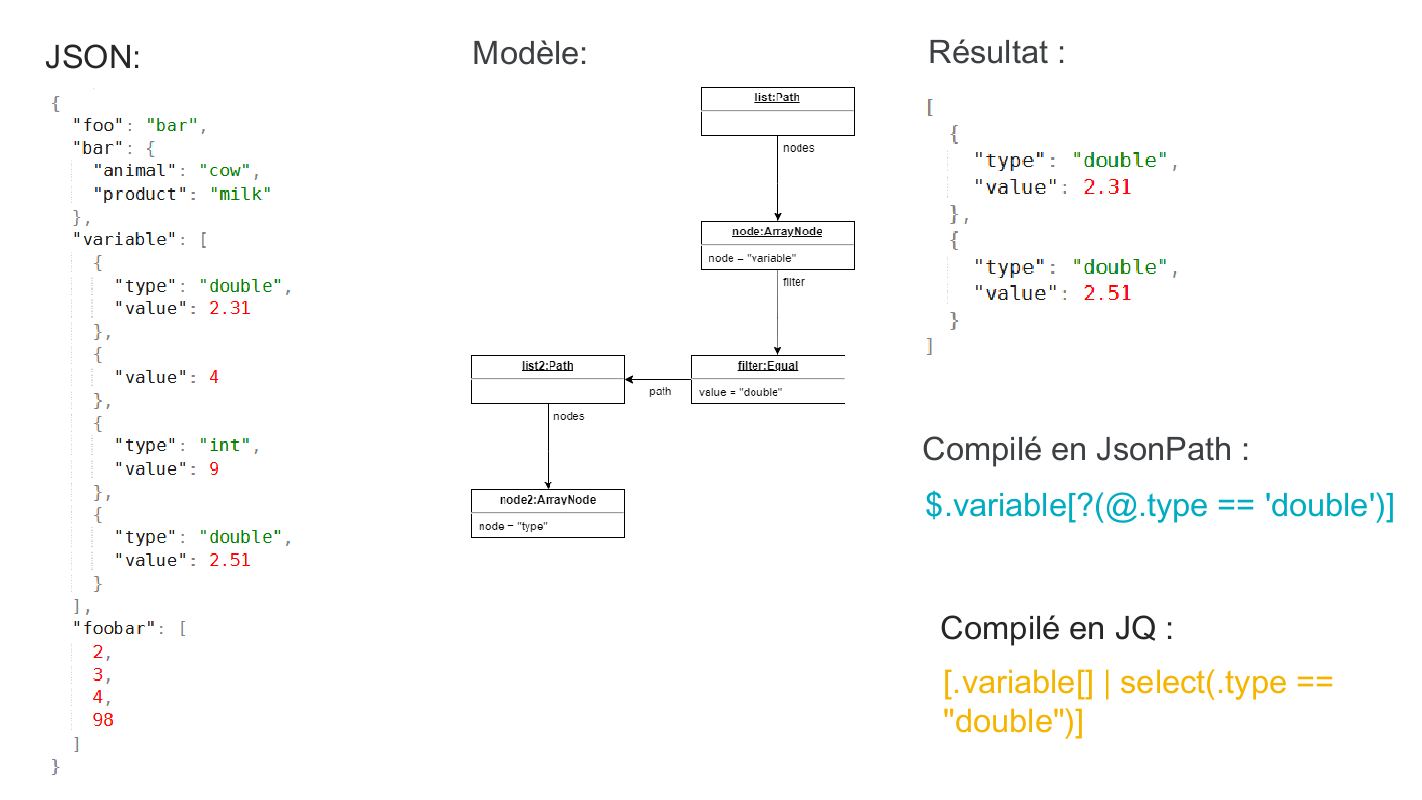 JSON:
{
"foo": "bar",
"bar": {
"animal": "cow",
"product": "milk"
},
"variable": [
{
"type": "double",
"value": 2.31
},
{
"value": 4
},
{
"type": "int",
"value": 9
},
{
"type": "double",
"value": 2.51
}
],
"foobar": [
2,
3,
4,
98
]
}
Modèle:
list:Path
nodes
node:ArrayNode
node = "variable"
filter
filter:Equal
value = "double"
path
list2:Path
nodes
node2:ArrayNode
node = "type"
Résultat :
[
{
"type": "double",
"value": 2.31
},
{
"type": "double",
"value": 2.51
}
]
Compilé en JsonPath :
$.variable[?(@.type == 'double')]
Compilé en JQ :
[.variable[] | select(.type ==
"double")]